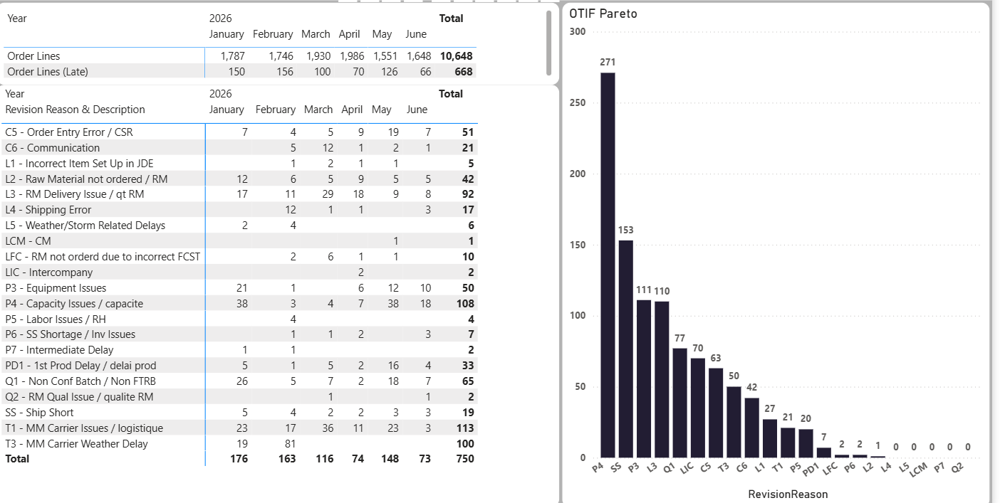 Year 2026 Total
January February March April May June
Order Lines 1,787 1,746 1,930 1,986 1,551 1,648 10,648
Order Lines (Late) 150 156 100 70 126 66 668
Year 2026 Total
Revision Reason & Description January February March April May June
C5 - Order Entry Error / CSR 7 4 5 9 19 7 51
C6 - Communication 5 12 1 2 1 21
L1 - Incorrect Item Set Up in JDE 1 2 1 1 5
L2 - Raw Material not ordered / RM 12 6 5 9 5 5 42
L3 - RM Delivery Issue / qt RM 17 11 29 18 9 8 92
L4 - Shipping Error 12 1 1 3 17
L5 - Weather/Storm Related Delays 2 4 6
LCM - CM 1 1
LFC - RM not orderd due to incorrect FCST 2 6 1 1 10
LIC - Intercompany 2 2
P3 - Equipment Issues 21 1 6 12 10 50
P4 - Capacity Issues / capacite 38 3 4 7 38 18 108
P5 - Labor Issues / RH 4 4
P6 - SS Shortage / Inv Issues 1 1 2 3 7
P7 - Intermediate Delay 1 1 2
PD1 - 1st Prod Delay / delai prod 5 1 5 2 16 4 33
Q1 - Non Conf Batch / Non FTRB 26 5 7 2 18 7 65
Q2 - RM Qual Issue / qualite RM 1 1 2
SS - Ship Short 5 4 2 2 3 3 19
T1 - MM Carrier Issues / logistique 23 17 36 11 23 3 113
T3 - MM Carrier Weather Delay 19 81 100
Total 176 163 116 74 148 73 750
OTIF Pareto
300
271
250
200
153
150
111 110
100
77
70
63
50
50
42
27
21
20
7
2
2
1
0 0 0 0 0
0
P4 SS P3 L3 Q1 LIC C5 T3 C6 L1 T1 P5 PD1 LFC P6 L2 L4 L5 LCM P7 Q2
RevisionReason